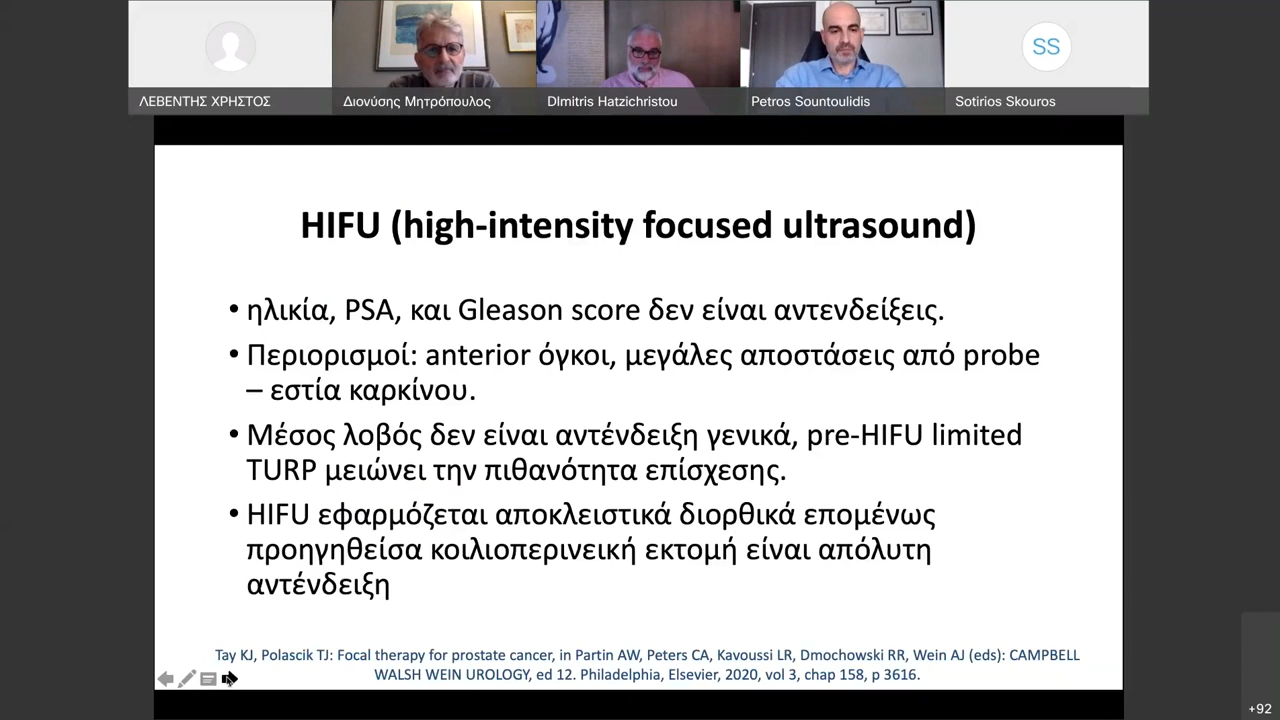 ΛΕΒΕΝΤΗΣ ΧΡΗΣΤΟΣ
Διονύσης Μητρόπουλος
DImitris Hatzichristou
Petros Sountoulidis
SS
Sotirios Skouros
HIFU (high-intensity focused ultrasound)
• ηλικία, PSA, και Gleason score δεν είναι αντενδείξεις.
• Περιορισμοί: anterior όγκοι, μεγάλες αποστάσεις από probe
– εστία καρκίνου.
• Μέσος λοβός δεν είναι αντένδειξη γενικά, pre-HIFU limited
TURP μειώνει την πιθανότητα επίσχεσης.
• HIFU εφαρμόζεται αποκλειστικά διορθικά επομένως
προηγηθείσα κοιλιοπερινεική εκτομή είναι απόλυτη
αντένδειξη
Tay KJ, Polascik TJ: Focal therapy for prostate cancer, in Partin AW, Peters CA, Kavoussi LR, Dmochowski RR, Wein AJ (eds): CAMPBELL
WALSH WEIN UROLOGY, ed 12. Philadelphia, Elsevier, 2020, vol 3, chap 158, p 3616.
+92